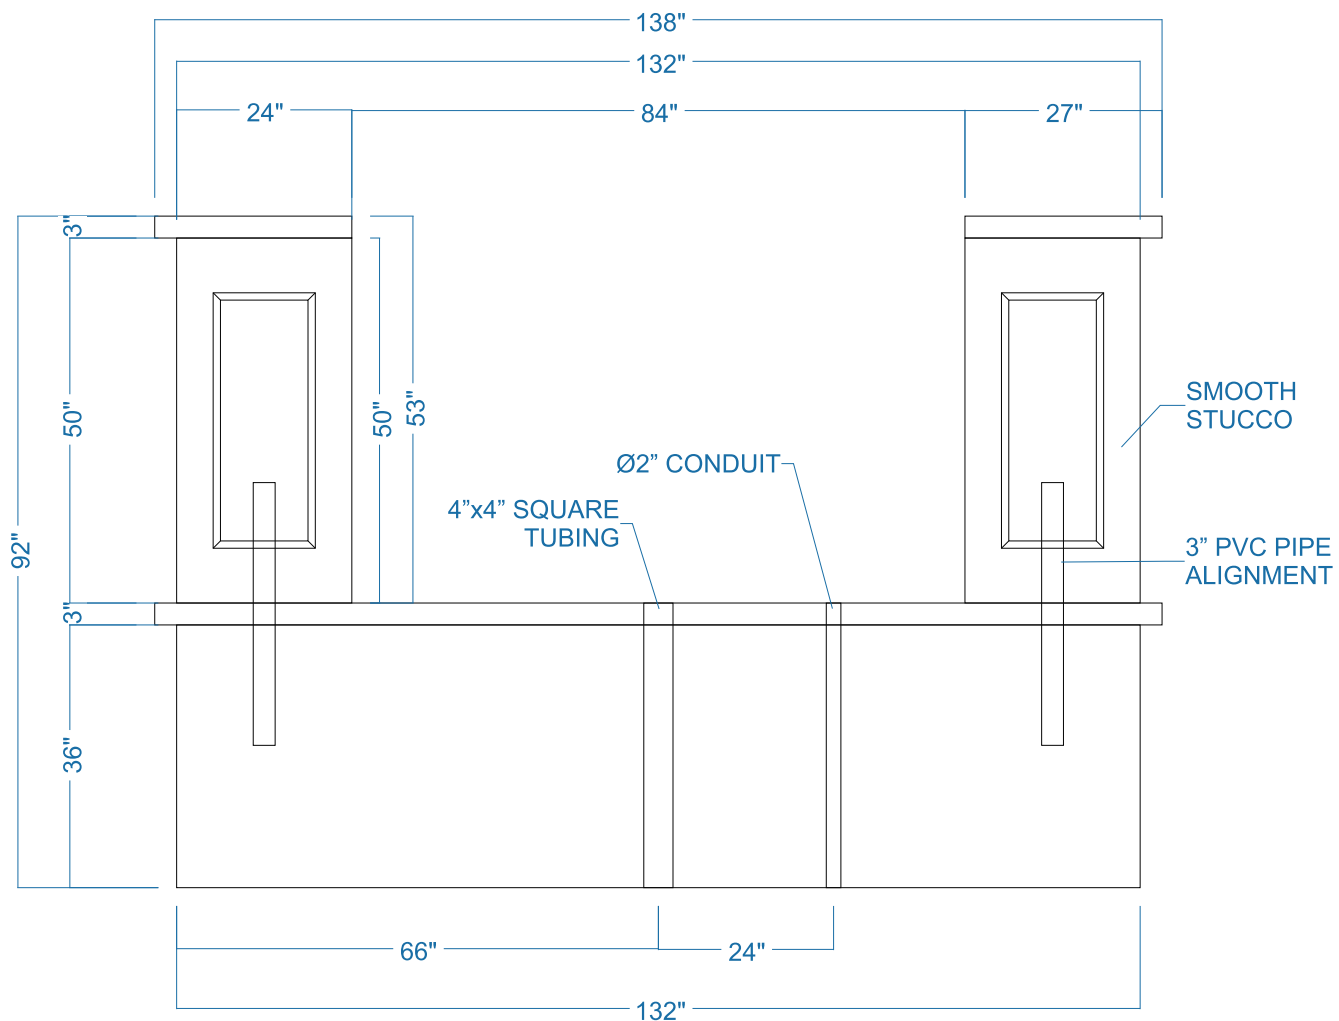 138"
132"
24"
84"
27"
3"
50"
50"
53"
92"
SMOOTH
STUCCO
Ø2” CONDUIT
4”x4” SQUARE
TUBING
3” PVC PIPE
ALIGNMENT
3"
36"
66"
24"
132"